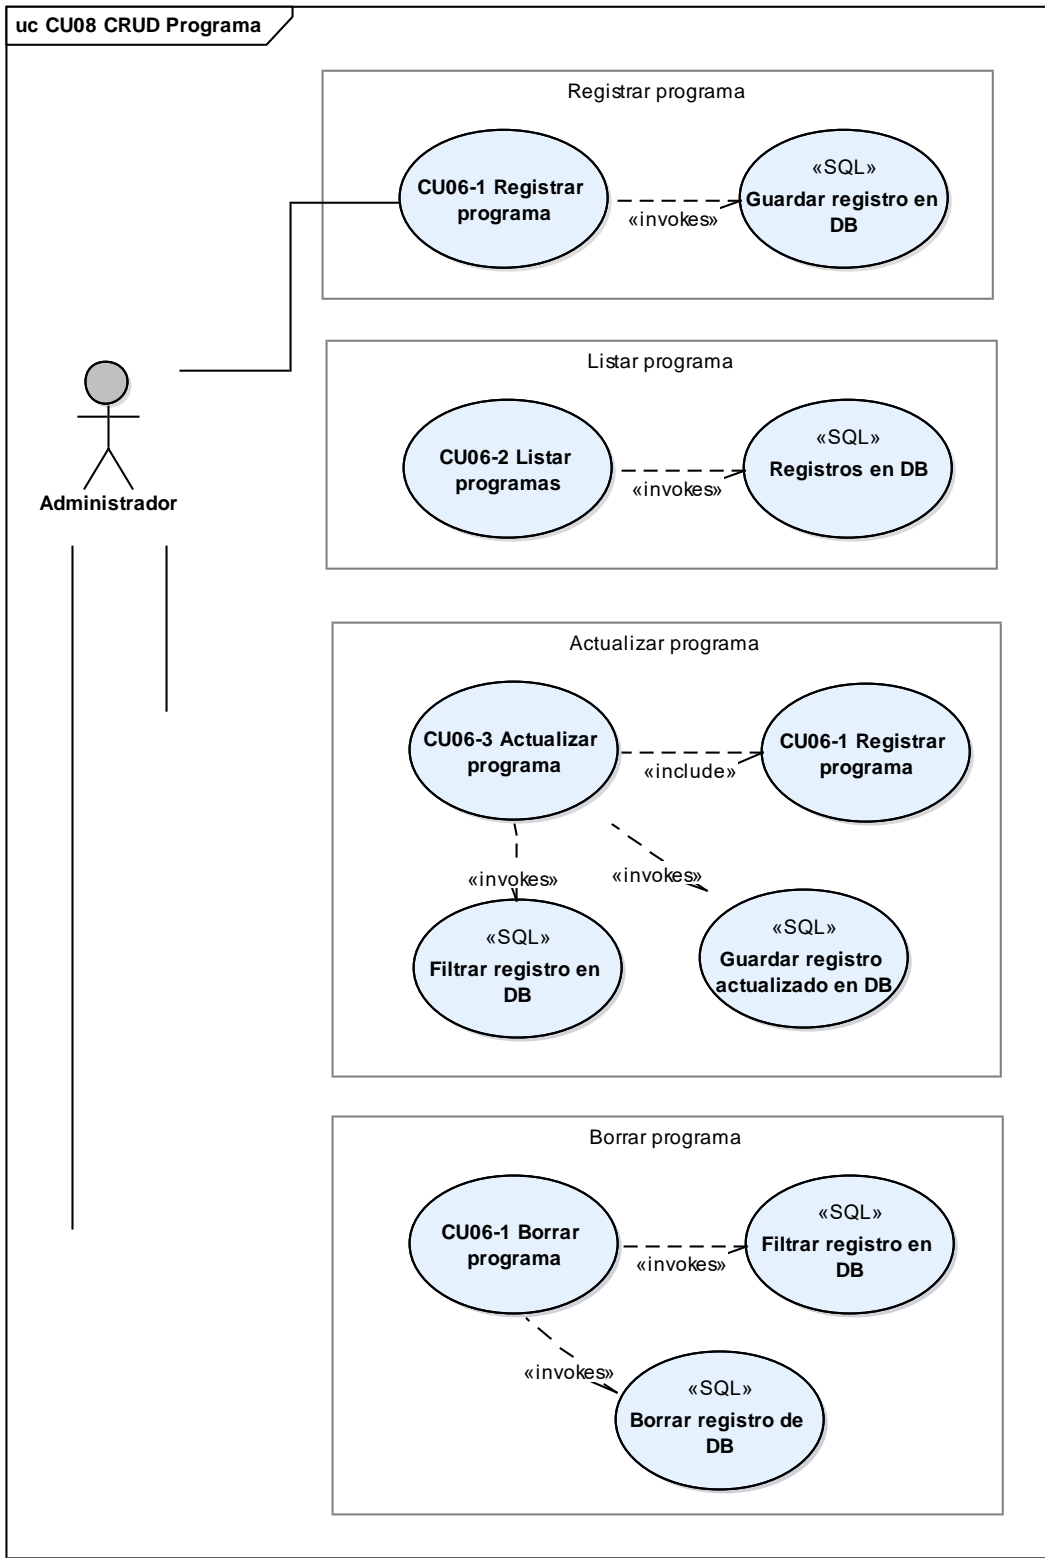 uc CU08 CRUD Programa
Registrar programa
CU06-1 Registrar
programa
«invokes»
«SQL»
Guardar registro en
DB
Administrador
Listar programa
CU06-2 Listar
programas
«invokes»
«SQL»
Registros en DB
Actualizar programa
CU06-3 Actualizar
programa
«include»
CU06-1 Registrar
programa
«invokes»
«invokes»
«SQL»
Filtrar registro en
DB
«SQL»
Guardar registro
actualizado en DB
Borrar programa
CU06-1 Borrar
programa
«invokes»
«SQL»
Filtrar registro en
DB
«invokes»
«SQL»
Borrar registro de
DB